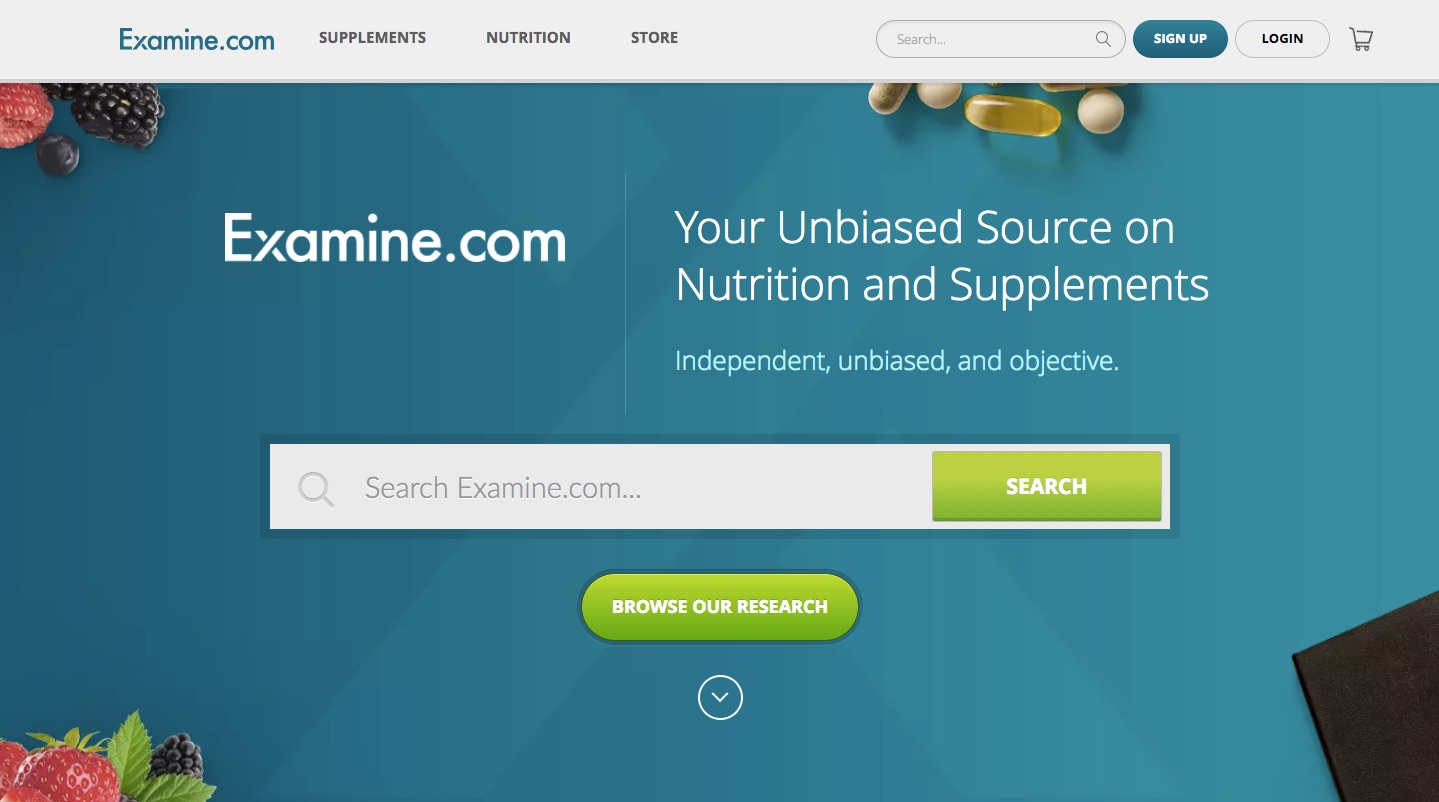 Examine.com SUPPLEMENTS NUTRITION STORE Search... SIGN UP LOGIN
Examine.com
Your Unbiased Source on
Nutrition and Supplements
Independent, unbiased, and objective.
Search Examine.com... SEARCH
BROWSE OUR RESEARCH